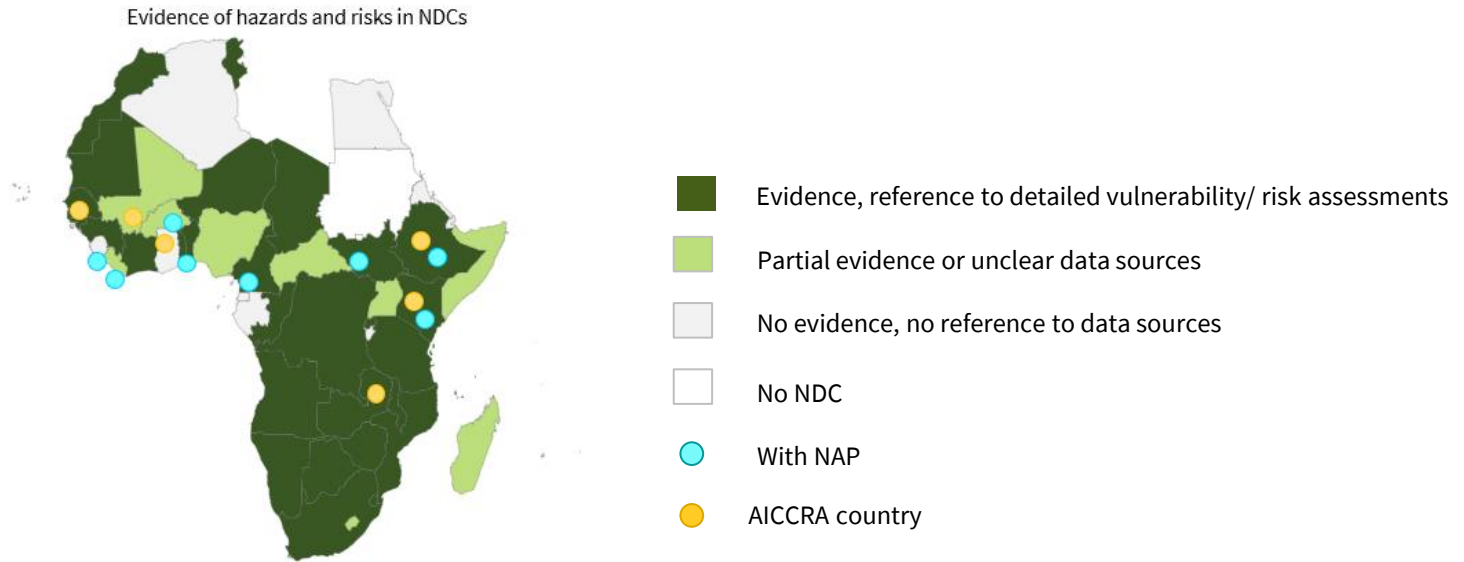 Evidence of hazards and risks in NDCs
Evidence, reference to detailed vulnerability/ risk assessments
Partial evidence or unclear data sources
No evidence, no reference to data sources
No NDC
With NAP
AICCRA country